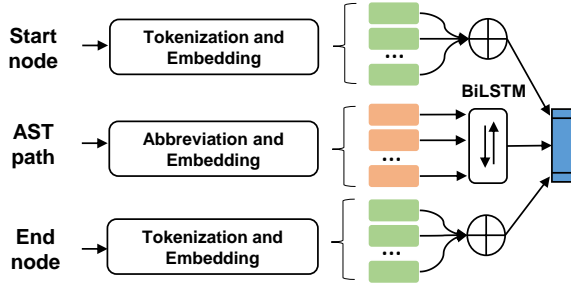 Start
node
Tokenization and
Embedding
...
BiLSTM
AST
path
Abbreviation and
Embedding
...
End
node
Tokenization and
Embedding
...